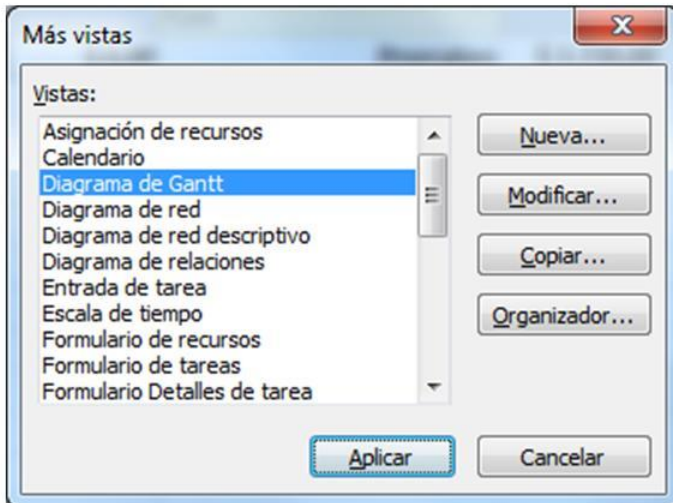 Más vistas
Vistas:
Asignación de recursos
Calendario
Diagrama de Gantt
Diagrama de red
Diagrama de red descriptivo
Diagrama de relaciones
Entrada de tarea
Escala de tiempo
Formulario de recursos
Formulario de tareas
Formulario Detalles de tarea
Nueva...
Modificar...
Copiar...
Organizador...
Aplicar
Cancelar